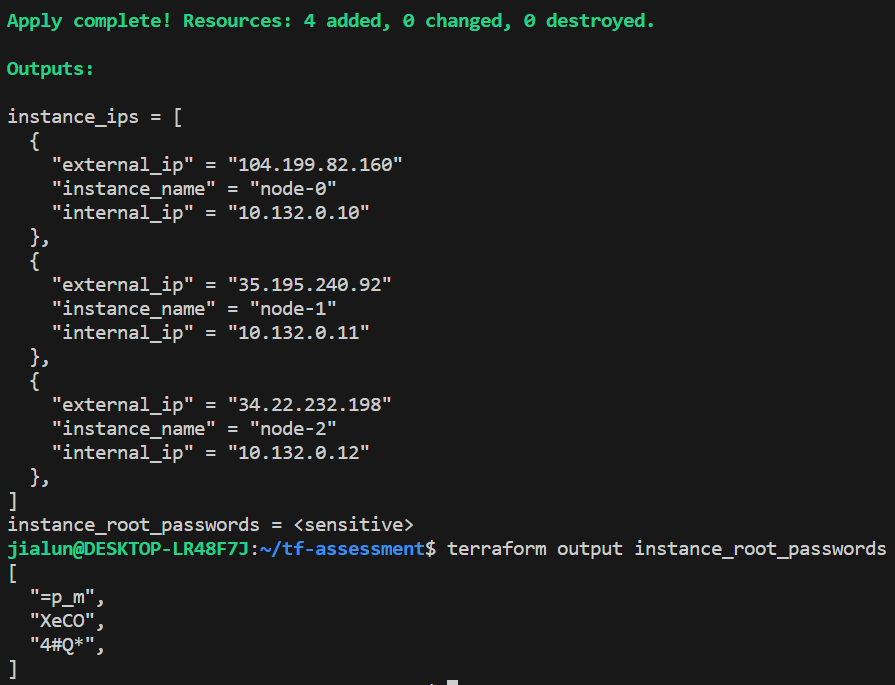 Apply complete! Resources: 4 added, 0 changed, 0 destroyed.
Outputs:
instance_ips = [
  {
    "external_ip" = "104.199.82.160"
    "instance_name" = "node-0"
    "internal_ip" = "10.132.0.10"
  },
  {
    "external_ip" = "35.195.240.92"
    "instance_name" = "node-1"
    "internal_ip" = "10.132.0.11"
  },
  {
    "external_ip" = "34.22.232.198"
    "instance_name" = "node-2"
    "internal_ip" = "10.132.0.12"
  },
]
instance_root_passwords = <sensitive>
jialun@DESKTOP-LR48F7J:~/tf-assessment$ terraform output instance_root_passwords
[
  "=p_m",
  "XeCO",
  "4#Q*",
]